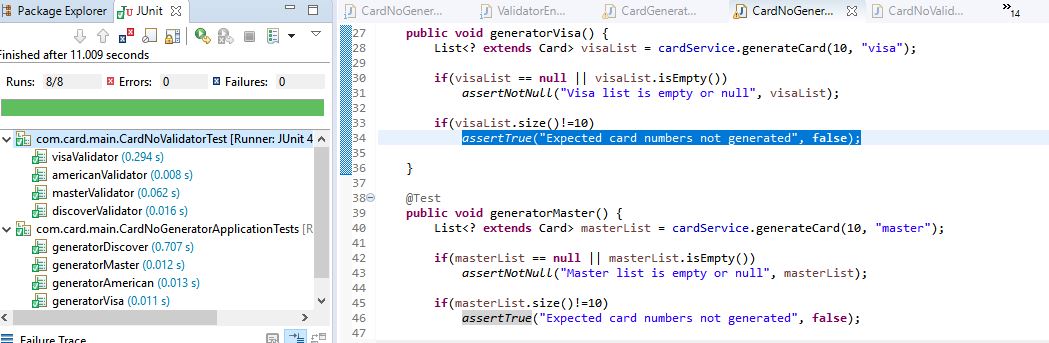 Package Explorer JUnit
Finished after 11.009 seconds
Runs: 8/8 Errors: 0 Failures: 0
com.card.main.CardNoValidatorTest [Runner: JUnit 4
visaValidator (0.294 s)
americanValidator (0.008 s)
masterValidator (0.062 s)
discoverValidator (0.016 s)
com.card.main.CardNoGeneratorApplicationTests [R
generatorDiscover (0.707 s)
generatorMaster (0.012 s)
generatorAmerican (0.013 s)
generatorVisa (0.011 s)
Failure Trace
CardNoGener... ValidatorEn... CardGenerat... CardNoGener... CardNoValid... 14
27 public void generatorVisa() {
28 List<? extends Card> visaList = cardService.generateCard(10, "visa");
29
30 if(visaList == null || visaList.isEmpty())
31 assertNotNull("Visa list is empty or null", visaList);
32
33 if(visaList.size()!=10)
34 assertTrue("Expected card numbers not generated", false);
35
36 }
37
38 @Test
39 public void generatorMaster() {
40 List<? extends Card> masterList = cardService.generateCard(10, "master");
41
42 if(masterList == null || masterList.isEmpty())
43 assertNotNull("Master list is empty or null", masterList);
44
45 if(masterList.size()!=10)
46 assertTrue("Expected card numbers not generated", false);
47